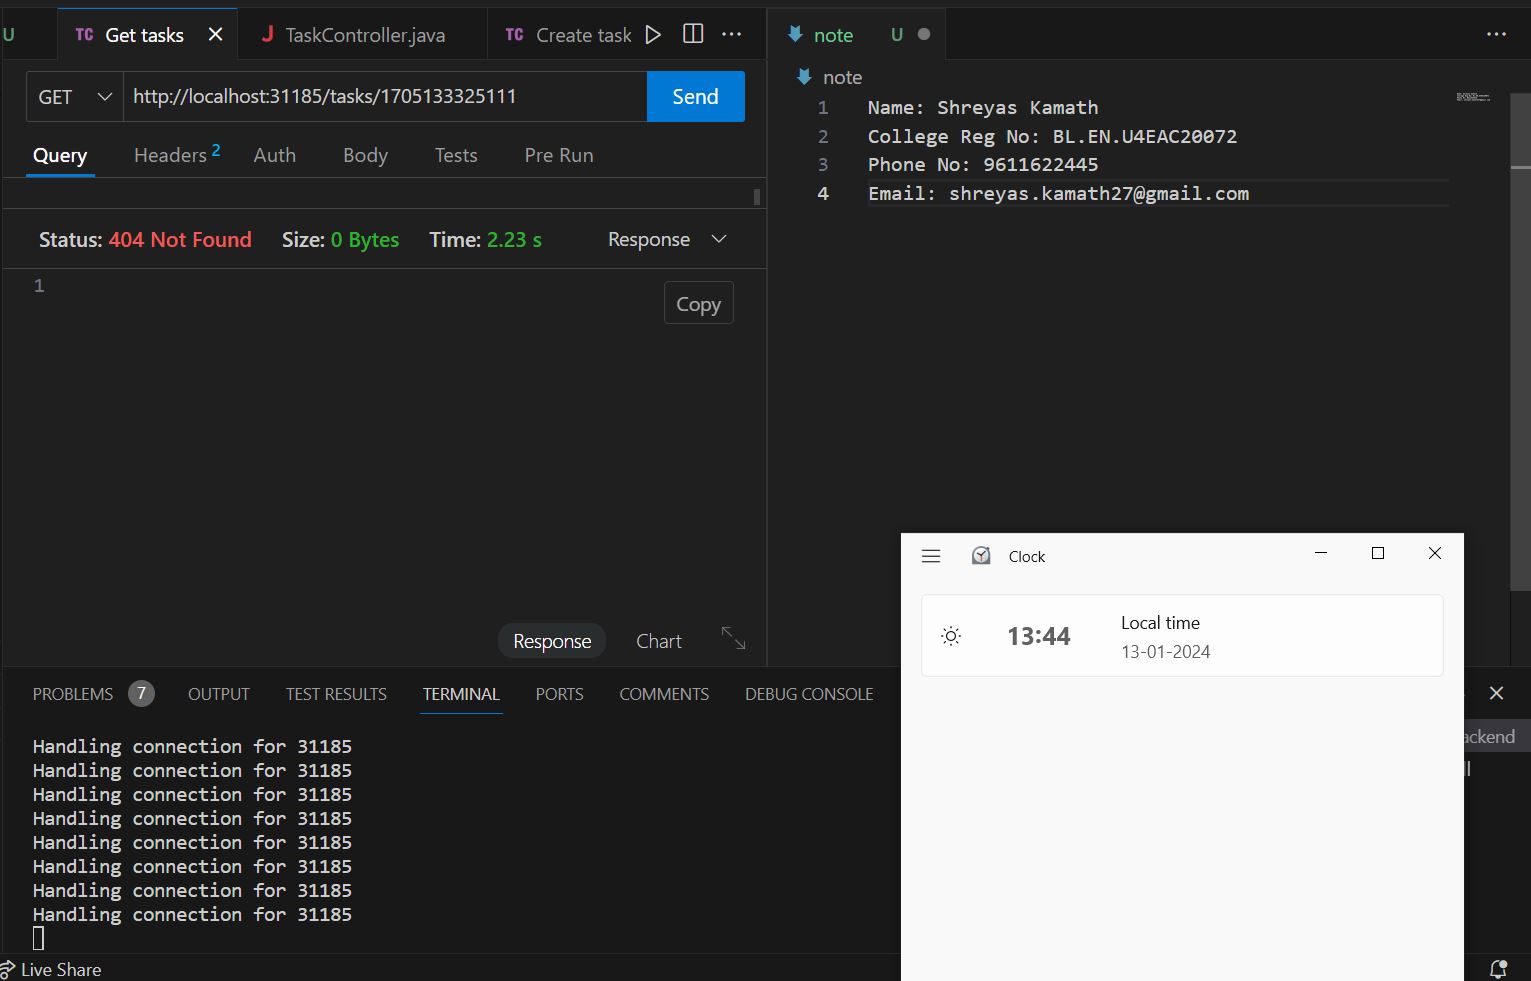 U TC Get tasks J TaskController.java TC Create task
GET http://localhost:31185/tasks/1705133325111 Send
Query Headers 2 Auth Body Tests Pre Run
Status: 404 Not Found Size: 0 Bytes Time: 2.23 s Response
1
Copy
Response Chart
note U
note
1 Name: Shreyas Kamath
2 College Reg No: BL.EN.U4EAC20072
3 Phone No: 9611622445
4 Email: shreyas.kamath27@gmail.com
Clock
13:44
Local time
13-01-2024
PROBLEMS 7 OUTPUT TEST RESULTS TERMINAL PORTS COMMENTS DEBUG CONSOLE
ackend
Handling connection for 31185
Handling connection for 31185
Handling connection for 31185
Handling connection for 31185
Handling connection for 31185
Handling connection for 31185
Handling connection for 31185
Handling connection for 31185
Live Share